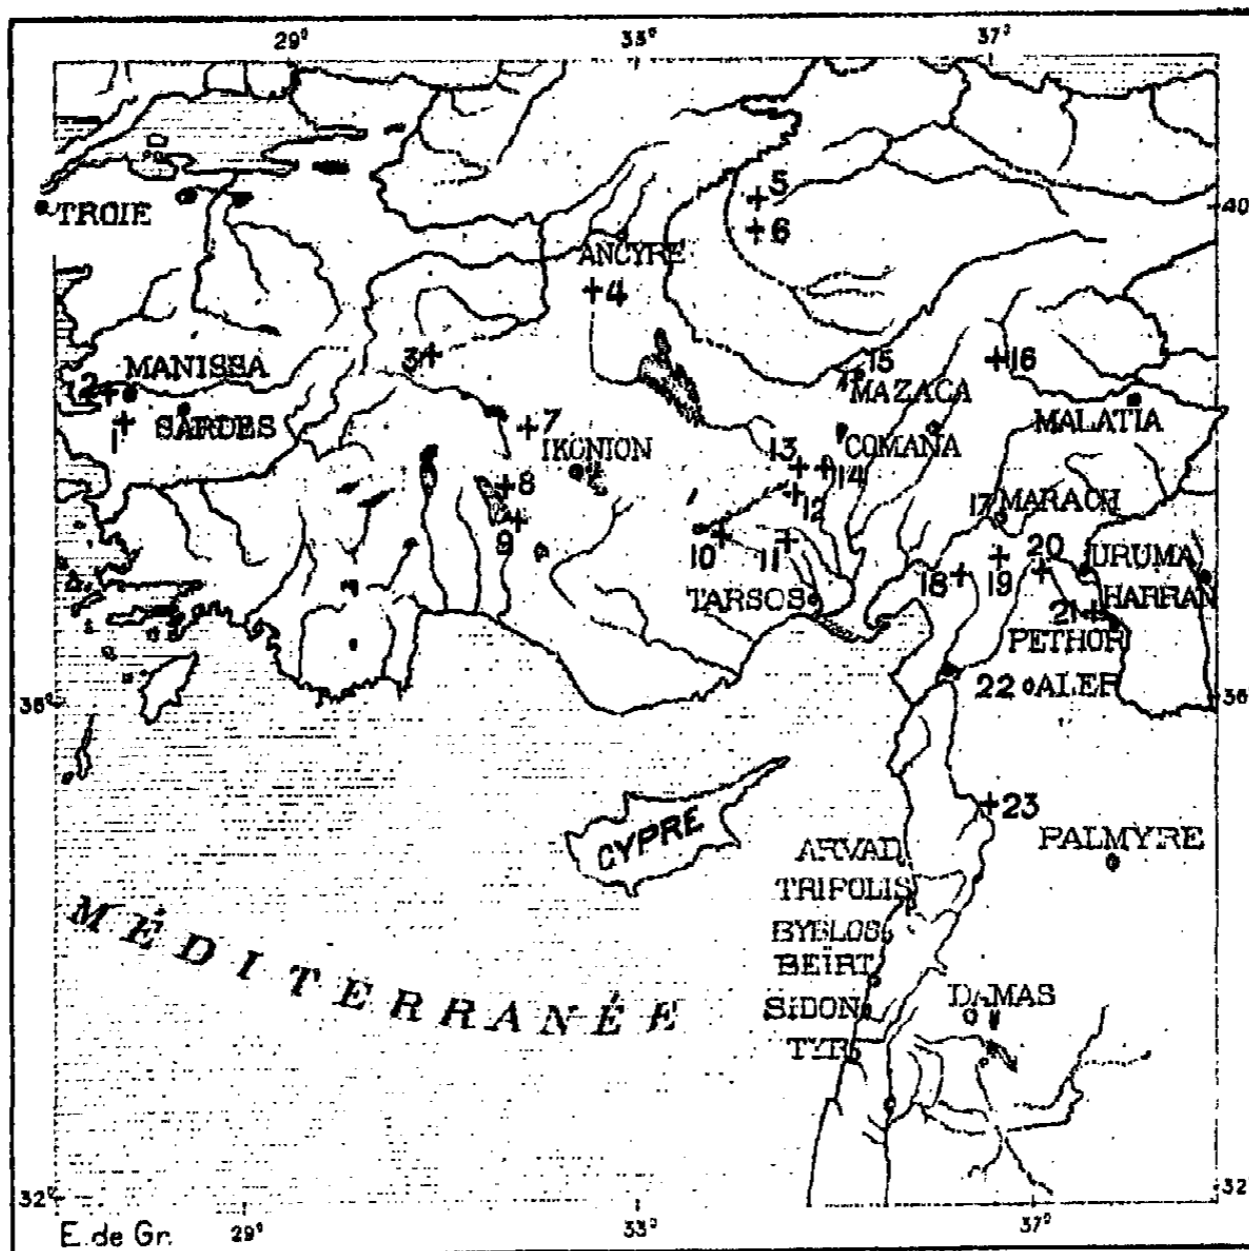 29° 33° 37°
5
40
TROIE
6
ANCYRE
4
3
15
16
MANISSA
2
MAZACA
MALATIA
1
SARDES
7
IKONION
13
COMANA
14
8
12
17 MARACH
9
10
11
20
URUMA
18
19
TARSOS
HARRAN
21
PETHOR
22 ALEP
36
36
23
CYPRE
PALMYRE
ARVAD
TRIPOLIS
BYBLOS
BEÏRT
DAMAS
SIDON
TYR
MÉDITERRANÉE
32°
32
E. de Gr. 29° 33° 37°